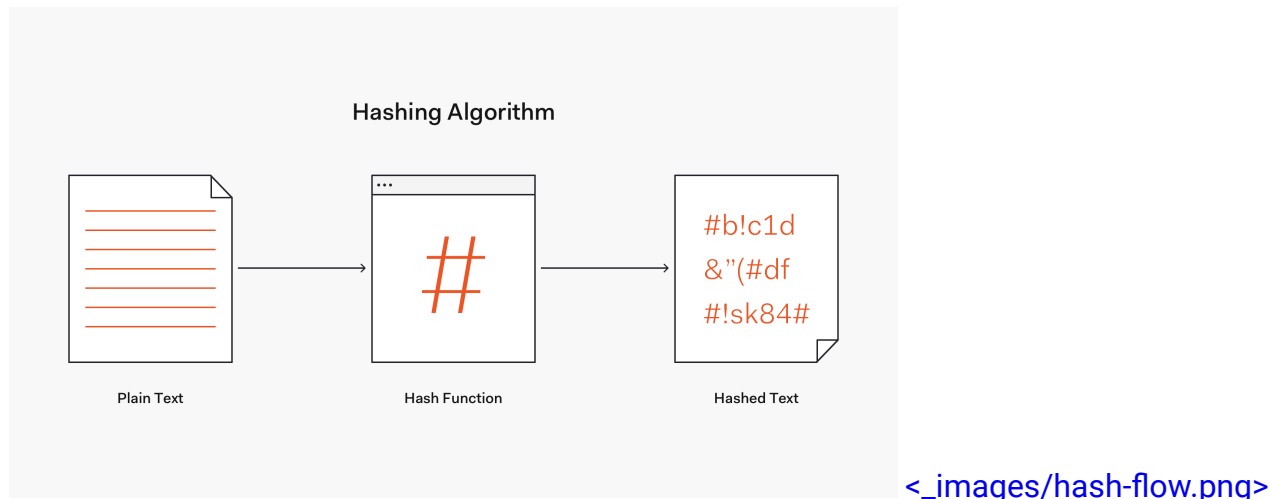 Hashing Algorithm
#b!c1d
&”(#df
#!sk84#
#
Plain Text
Hash Function
Hashed Text
<_images/hash-flow.png>